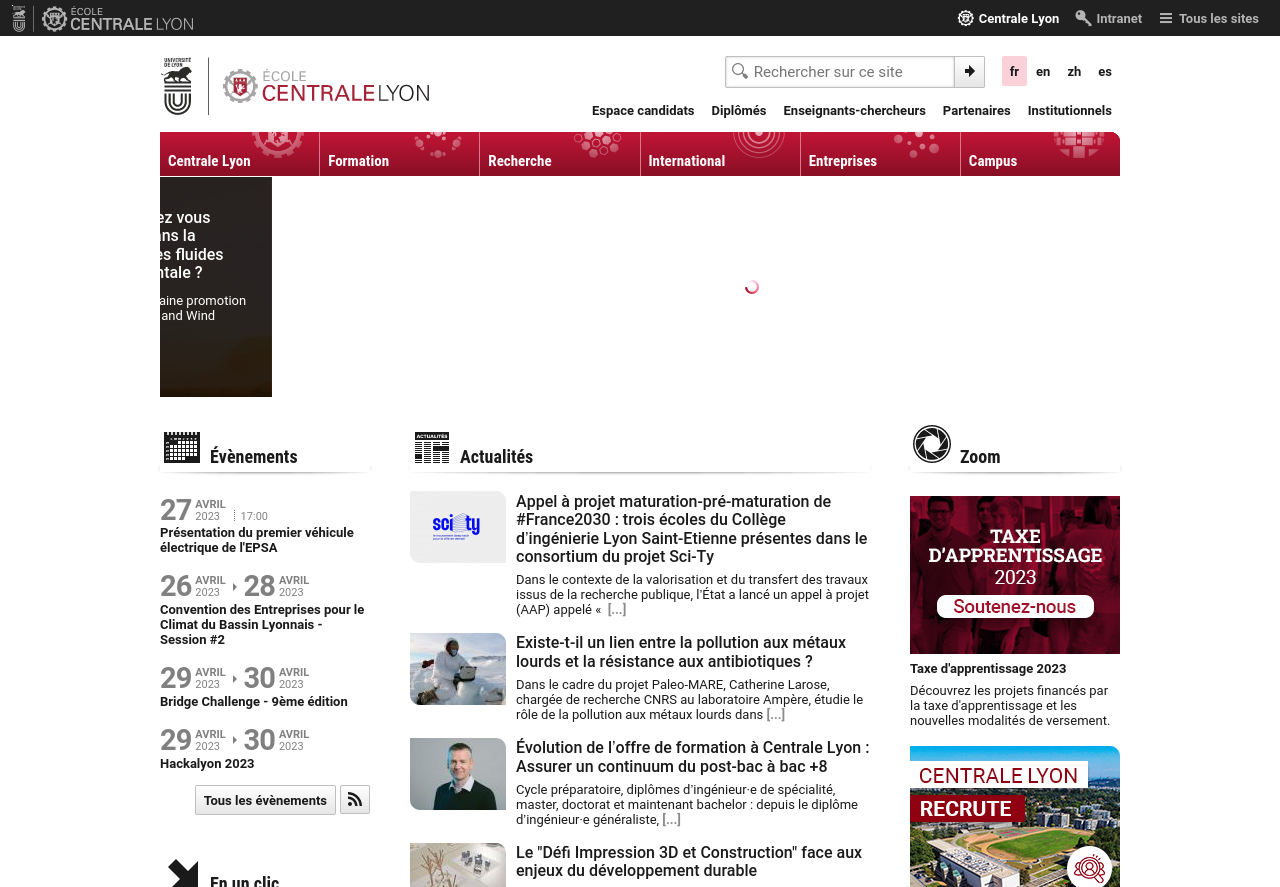 ÉCOLE
CENTRALELYON
Centrale Lyon
Intranet
Tous les sites
UNIVERSITÉ
DE LYON
ÉCOLE
CENTRALELYON
Rechercher sur ce site
fr en zh es
Espace candidats Diplômés Enseignants-chercheurs Partenaires Institutionnels
Centrale Lyon Formation Recherche International Entreprises Campus
ez vous
ans la
es fluides
ntale ?
aine promotion
and Wind
Évènements
27 AVRIL 2023 17:00
Présentation du premier véhicule
électrique de l'EPSA
26 AVRIL 2023 28 AVRIL 2023
Convention des Entreprises pour le
Climat du Bassin Lyonnais -
Session #2
29 AVRIL 2023 30 AVRIL 2023
Bridge Challenge - 9ème édition
29 AVRIL 2023 30 AVRIL 2023
Hackalyon 2023
Tous les évènements
En un clic
ACTUALITÉS
Actualités
sci ty
Appel à projet maturation-pré-maturation de
#France2030 : trois écoles du Collège
d’ingénierie Lyon Saint-Etienne présentes dans le
consortium du projet Sci-Ty
Dans le contexte de la valorisation et du transfert des travaux
issus de la recherche publique, l’État a lancé un appel à projet
(AAP) appelé « [...]
Existe-t-il un lien entre la pollution aux métaux
lourds et la résistance aux antibiotiques ?
Dans le cadre du projet Paleo-MARE, Catherine Larose,
chargée de recherche CNRS au laboratoire Ampère, étudie le
rôle de la pollution aux métaux lourds dans [...]
Évolution de l’offre de formation à Centrale Lyon :
Assurer un continuum du post-bac à bac +8
Cycle préparatoire, diplômes d’ingénieur·e de spécialité,
master, doctorat et maintenant bachelor : depuis le diplôme
d’ingénieur·e généraliste, [...]
Le "Défi Impression 3D et Construction" face aux
enjeux du développement durable
Zoom
TAXE
D’APPRENTISSAGE
2023
Soutenez-nous
Taxe d'apprentissage 2023
Découvrez les projets financés par
la taxe d'apprentissage et les
nouvelles modalités de versement.
CENTRALE LYON
RECRUTE